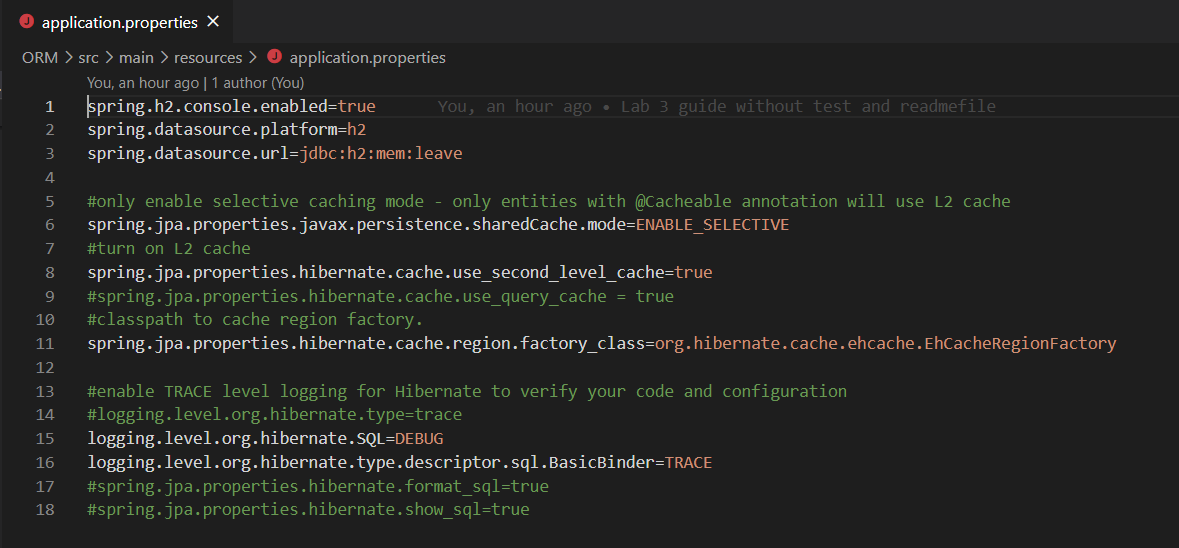 application.properties
ORM > src > main > resources > application.properties
You, an hour ago | 1 author (You)
1 spring.h2.console.enabled=true You, an hour ago • Lab 3 guide without test and readmefile
2 spring.datasource.platform=h2
3 spring.datasource.url=jdbc:h2:mem:leave
4
5 #only enable selective caching mode - only entities with @Cacheable annotation will use L2 cache
6 spring.jpa.properties.javax.persistence.sharedCache.mode=ENABLE_SELECTIVE
7 #turn on L2 cache
8 spring.jpa.properties.hibernate.cache.use_second_level_cache=true
9 #spring.jpa.properties.hibernate.cache.use_query_cache = true
10 #classpath to cache region factory.
11 spring.jpa.properties.hibernate.cache.region.factory_class=org.hibernate.cache.ehcache.EhCacheRegionFactory
12
13 #enable TRACE level logging for Hibernate to verify your code and configuration
14 #logging.level.org.hibernate.type=trace
15 logging.level.org.hibernate.SQL=DEBUG
16 logging.level.org.hibernate.type.descriptor.sql.BasicBinder=TRACE
17 #spring.jpa.properties.hibernate.format_sql=true
18 #spring.jpa.properties.hibernate.show_sql=true